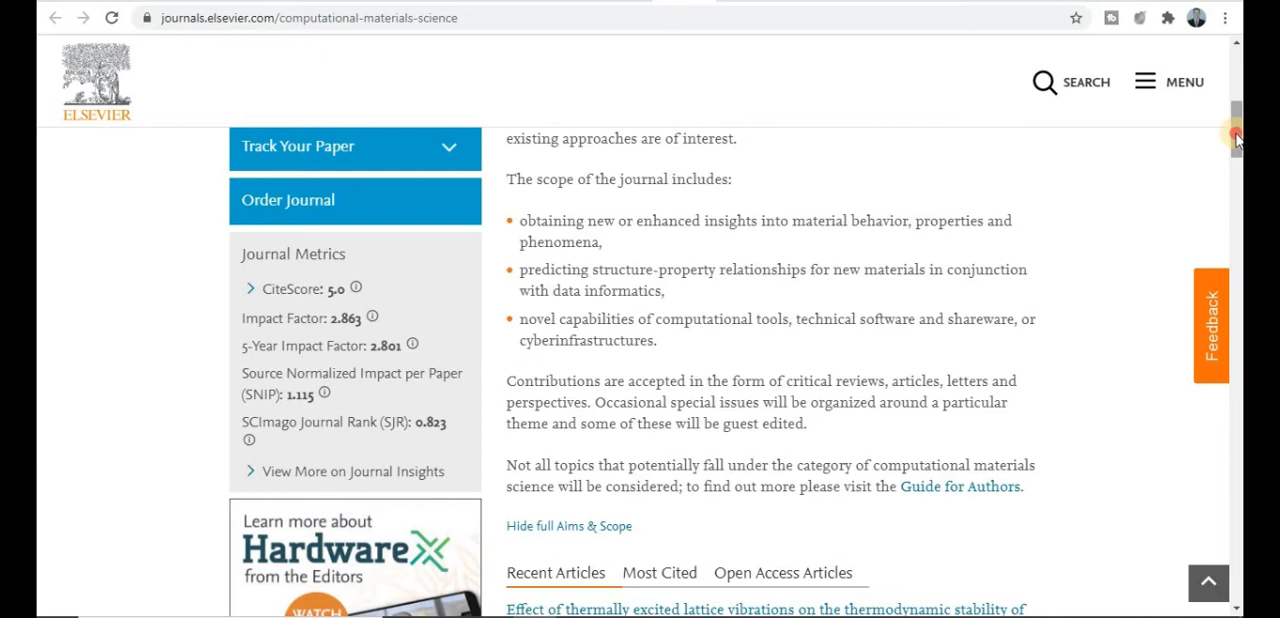 journals.elsevier.com/computational-materials-science
ELSEVIER
SEARCH
MENU
Track Your Paper
Order Journal
Journal Metrics
CiteScore: 5.0
Impact Factor: 2.863
5-Year Impact Factor: 2.801
Source Normalized Impact per Paper
(SNIP): 1.115
SCImago Journal Rank (SJR): 0.823
View More on Journal Insights
Learn more about
HardwareX
from the Editors
WATCH
existing approaches are of interest.
The scope of the journal includes:
• obtaining new or enhanced insights into material behavior, properties and
phenomena,
• predicting structure-property relationships for new materials in conjunction
with data informatics,
• novel capabilities of computational tools, technical software and shareware, or
cyberinfrastructures.
Contributions are accepted in the form of critical reviews, articles, letters and
perspectives. Occasional special issues will be organized around a particular
theme and some of these will be guest edited.
Not all topics that potentially fall under the category of computational materials
science will be considered; to find out more please visit the Guide for Authors.
Hide full Aims & Scope
Recent Articles Most Cited Open Access Articles
Effect of thermally excited lattice vibrations on the thermodynamic stability of
Feedback